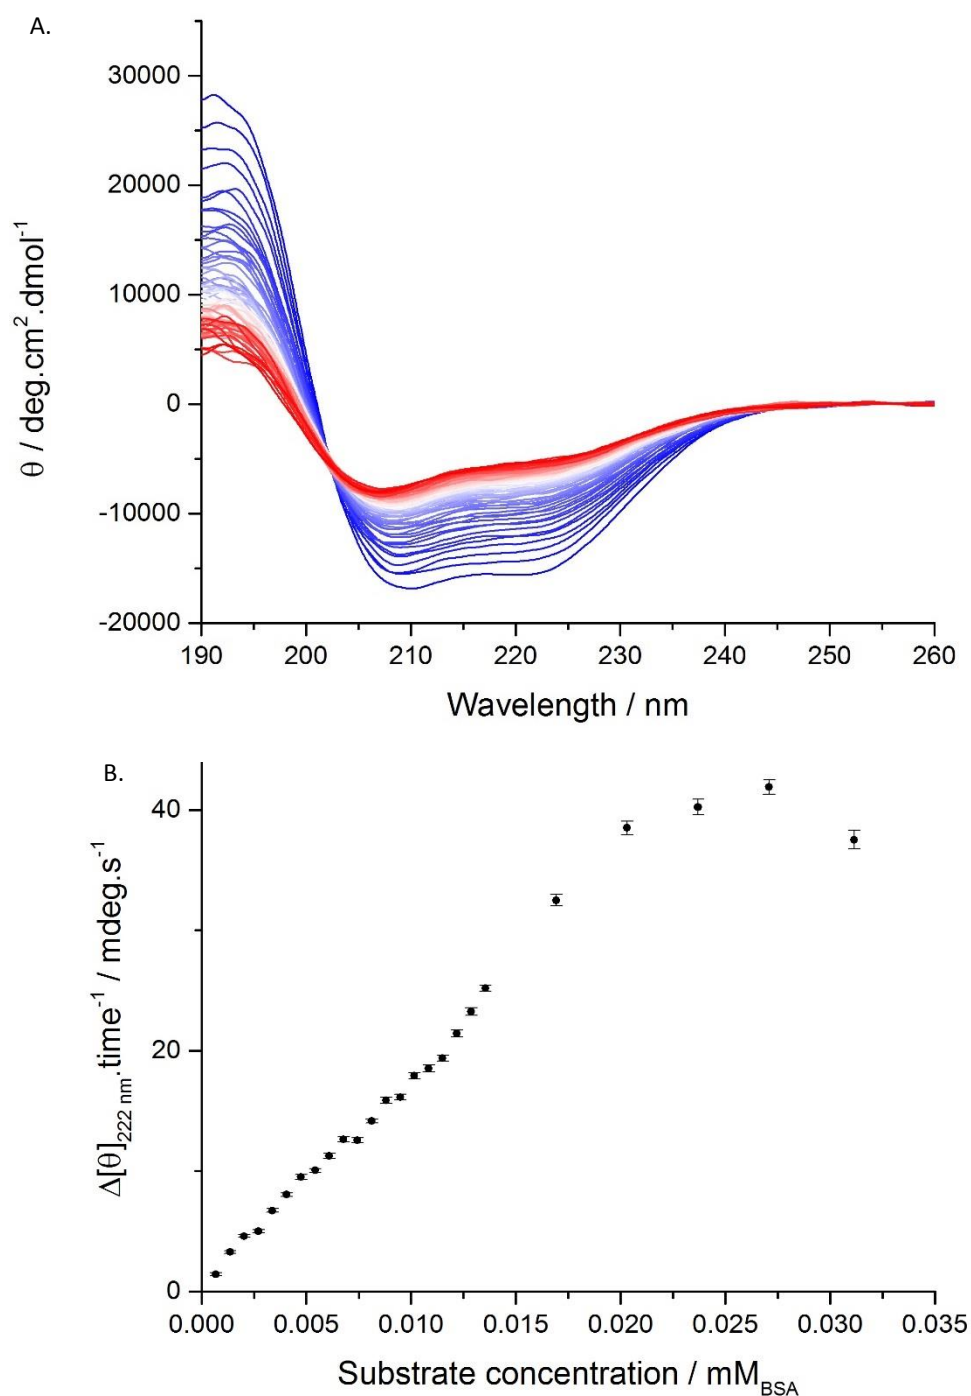 A.
30000
20000
10000
0
-10000
-20000
θ / deg.cm².dmol⁻¹
190 200 210 220 230 240 250 260
Wavelength / nm
B.
40
20
0
Δ[θ]₂₂₂ ₙₘ.time⁻¹ / mdeg.s⁻¹
0.000 0.005 0.010 0.015 0.020 0.025 0.030 0.035
Substrate concentration / mM_BSA